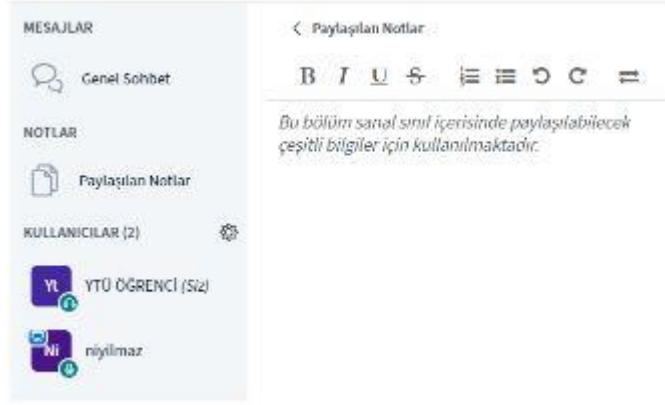 MESAJLAR
Genel Sohbet
NOTLAR
Paylaşılan Notlar
KULLANICILAR (2)
Yt
YTÜ ÖĞRENCİ (Siz)
Ni
niyilmaz
Paylaşılan Notlar
B I U S
Bu bölüm sanal sınıf içerisinde paylaşılabilecek
çeşitli bilgiler için kullanılmaktadır.